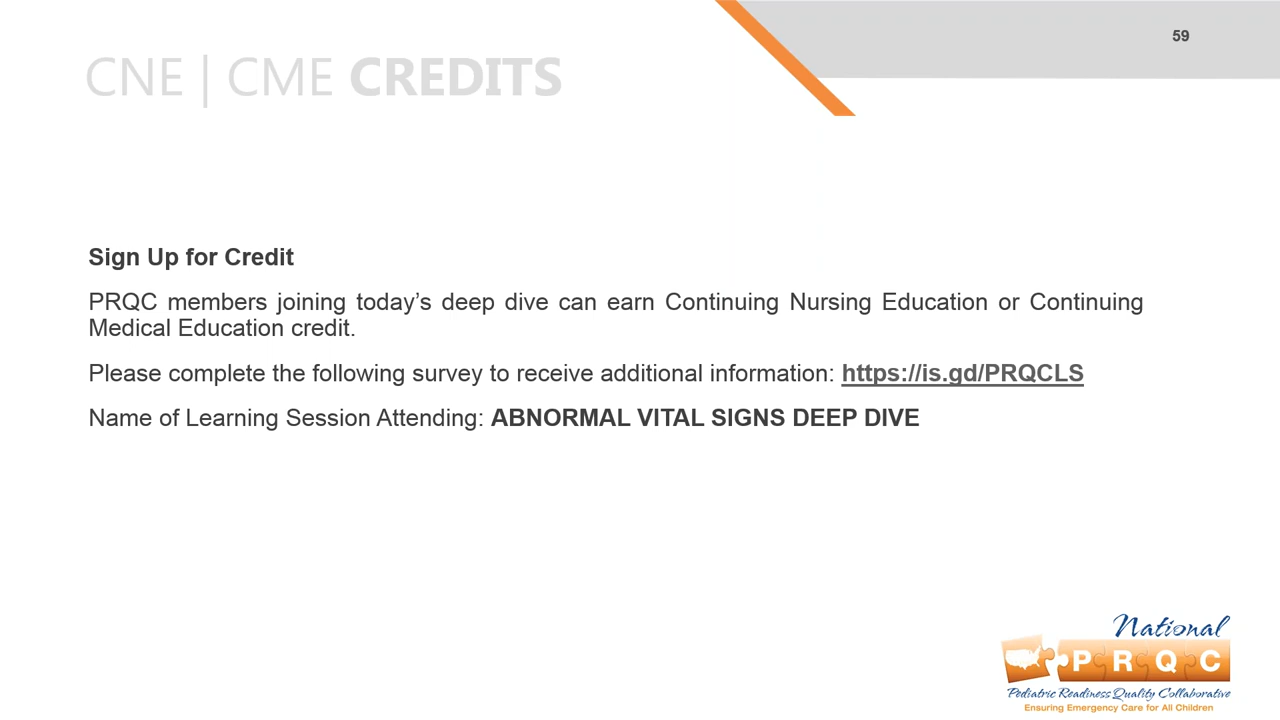 59
CNE | CME CREDITS
Sign Up for Credit
PRQC members joining today’s deep dive can earn Continuing Nursing Education or Continuing
Medical Education credit.
Please complete the following survey to receive additional information: https://is.gd/PRQCLS
Name of Learning Session Attending: ABNORMAL VITAL SIGNS DEEP DIVE
National
PRQC
Pediatric Readiness Quality Collaborative
Ensuring Emergency Care for All Children